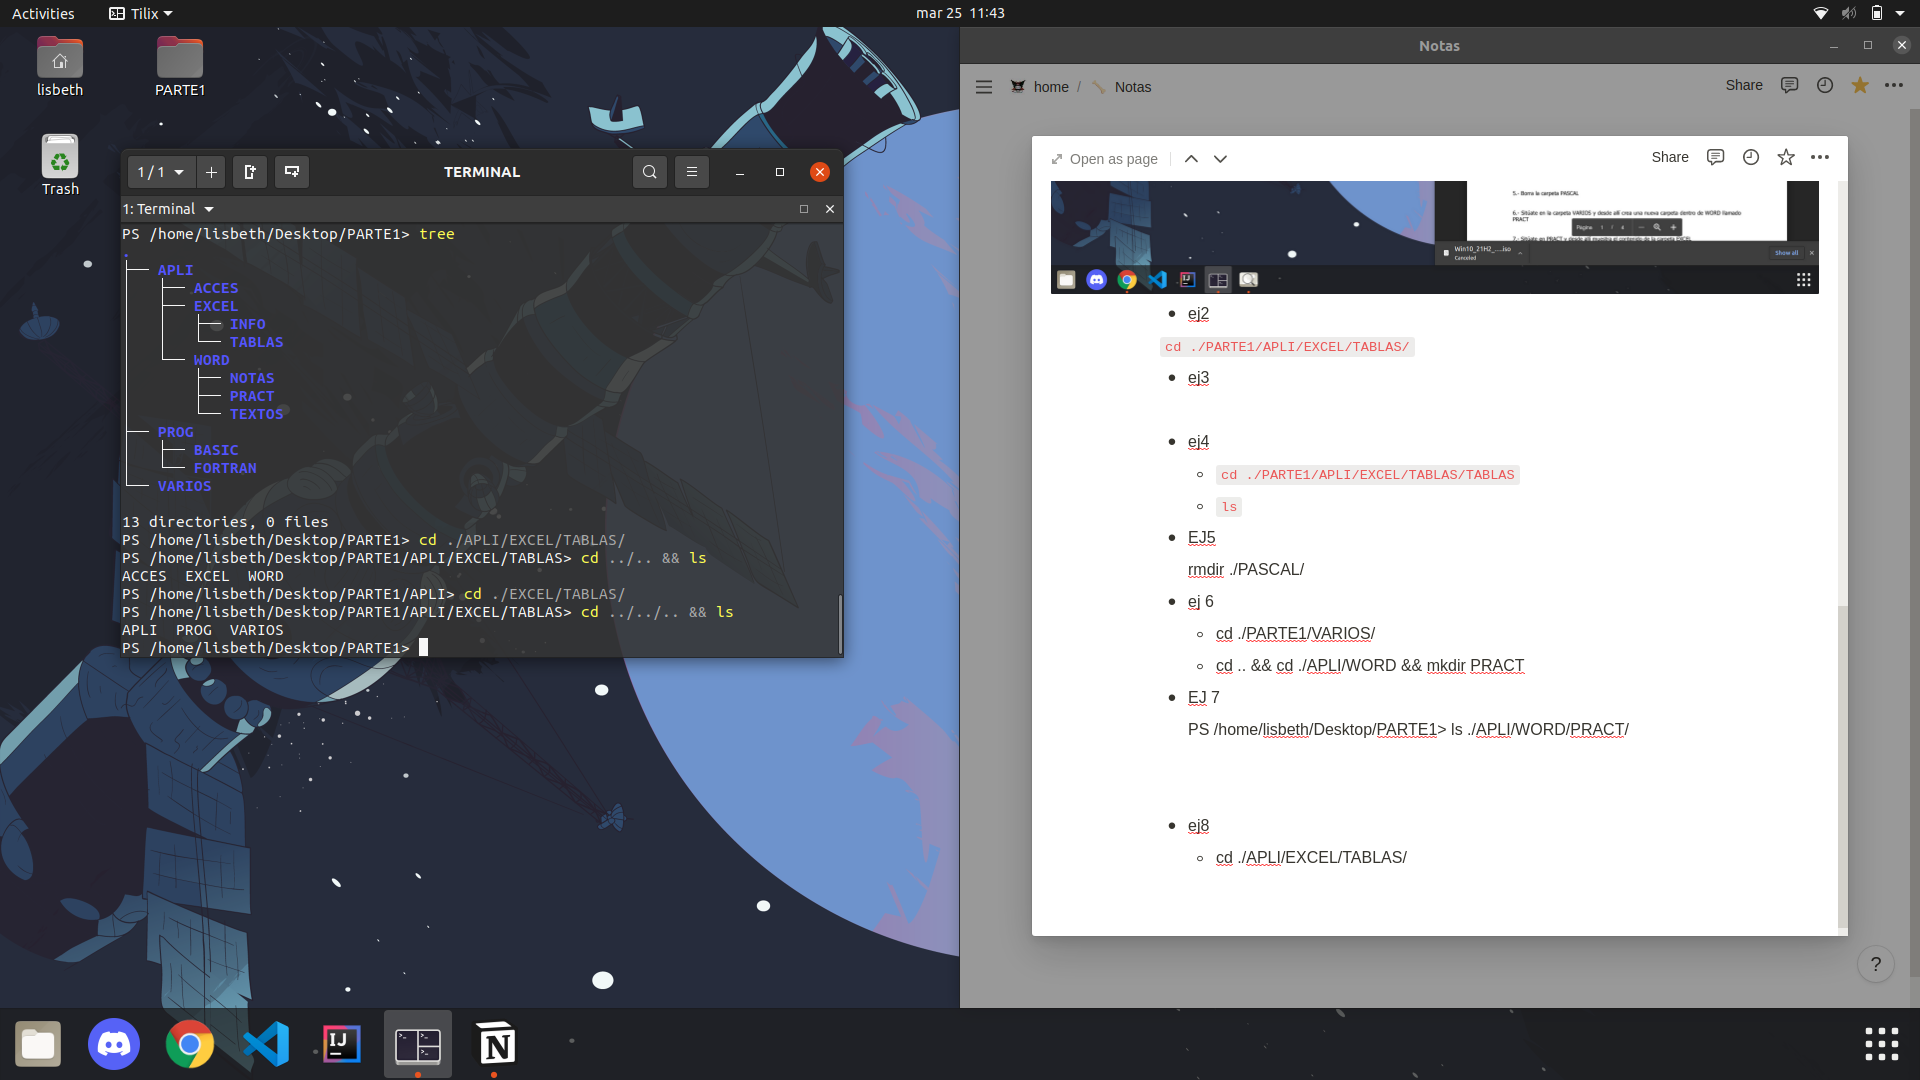 Activities
Tilix
mar 25 11:43
lisbeth
PARTE1
Trash
1 / 1
TERMINAL
1: Terminal
PS /home/lisbeth/Desktop/PARTE1> tree
.
APLI
ACCES
EXCEL
INFO
TABLAS
WORD
NOTAS
PRACT
TEXTOS
PROG
BASIC
FORTRAN
VARIOS
13 directories, 0 files
PS /home/lisbeth/Desktop/PARTE1> cd ./APLI/EXCEL/TABLAS/
PS /home/lisbeth/Desktop/PARTE1/APLI/EXCEL/TABLAS> cd ../.. && ls
ACCES EXCEL WORD
PS /home/lisbeth/Desktop/PARTE1/APLI> cd ./EXCEL/TABLAS/
PS /home/lisbeth/Desktop/PARTE1/APLI/EXCEL/TABLAS> cd ../../.. && ls
APLI PROG VARIOS
PS /home/lisbeth/Desktop/PARTE1>
Notas
home / Notas
Share
Open as page
Share
5.- Borra la carpeta PASCAL
6.- Sitúate en la carpeta VARIOS y desde allí crea una nueva carpeta dentro de WORD llamado
PRACT
Página 1 / 4
7.- Sitúate en PRACT y desde allí muestra el contenido de la carpeta EXCEL
Win10_21H2_....iso
Canceled
Show all
IJ
• ej2
cd ./PARTE1/APLI/EXCEL/TABLAS/
• ej3
• ej4
cd ./PARTE1/APLI/EXCEL/TABLAS/TABLAS
ls
• EJ5
rmdir ./PASCAL/
• ej 6
cd ./PARTE1/VARIOS/
cd .. && cd ./APLI/WORD && mkdir PRACT
• EJ 7
PS /home/lisbeth/Desktop/PARTE1> ls ./APLI/WORD/PRACT/
• ej8
cd ./APLI/EXCEL/TABLAS/
?
IJ
N